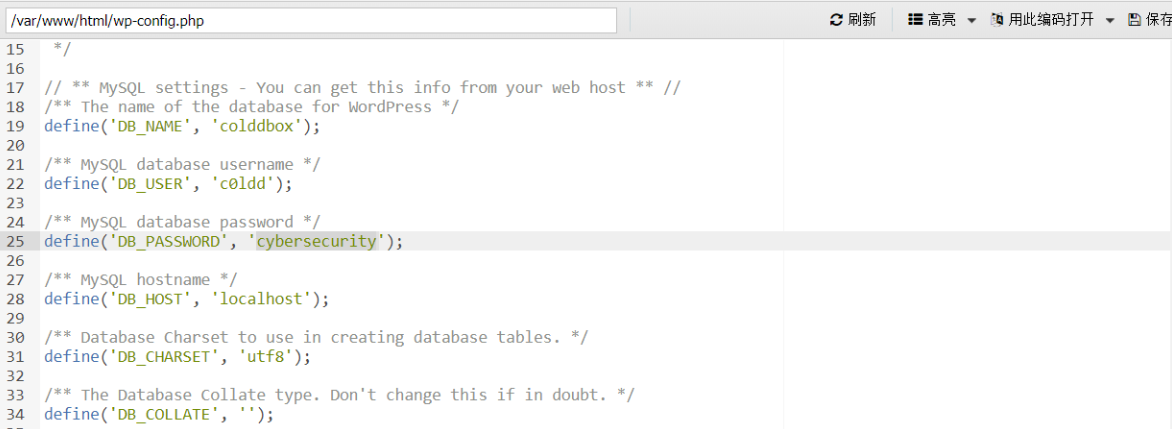 /var/www/html/wp-config.php 刷新 高亮 用此编码打开 保存
15 */
16
17 // ** MySQL settings - You can get this info from your web host ** //
18 /** The name of the database for WordPress */
19 define('DB_NAME', 'colddbox');
20
21 /** MySQL database username */
22 define('DB_USER', 'c0ldd');
23
24 /** MySQL database password */
25 define('DB_PASSWORD', 'cybersecurity');
26
27 /** MySQL hostname */
28 define('DB_HOST', 'localhost');
29
30 /** Database Charset to use in creating database tables. */
31 define('DB_CHARSET', 'utf8');
32
33 /** The Database Collate type. Don't change this if in doubt. */
34 define('DB_COLLATE', '');